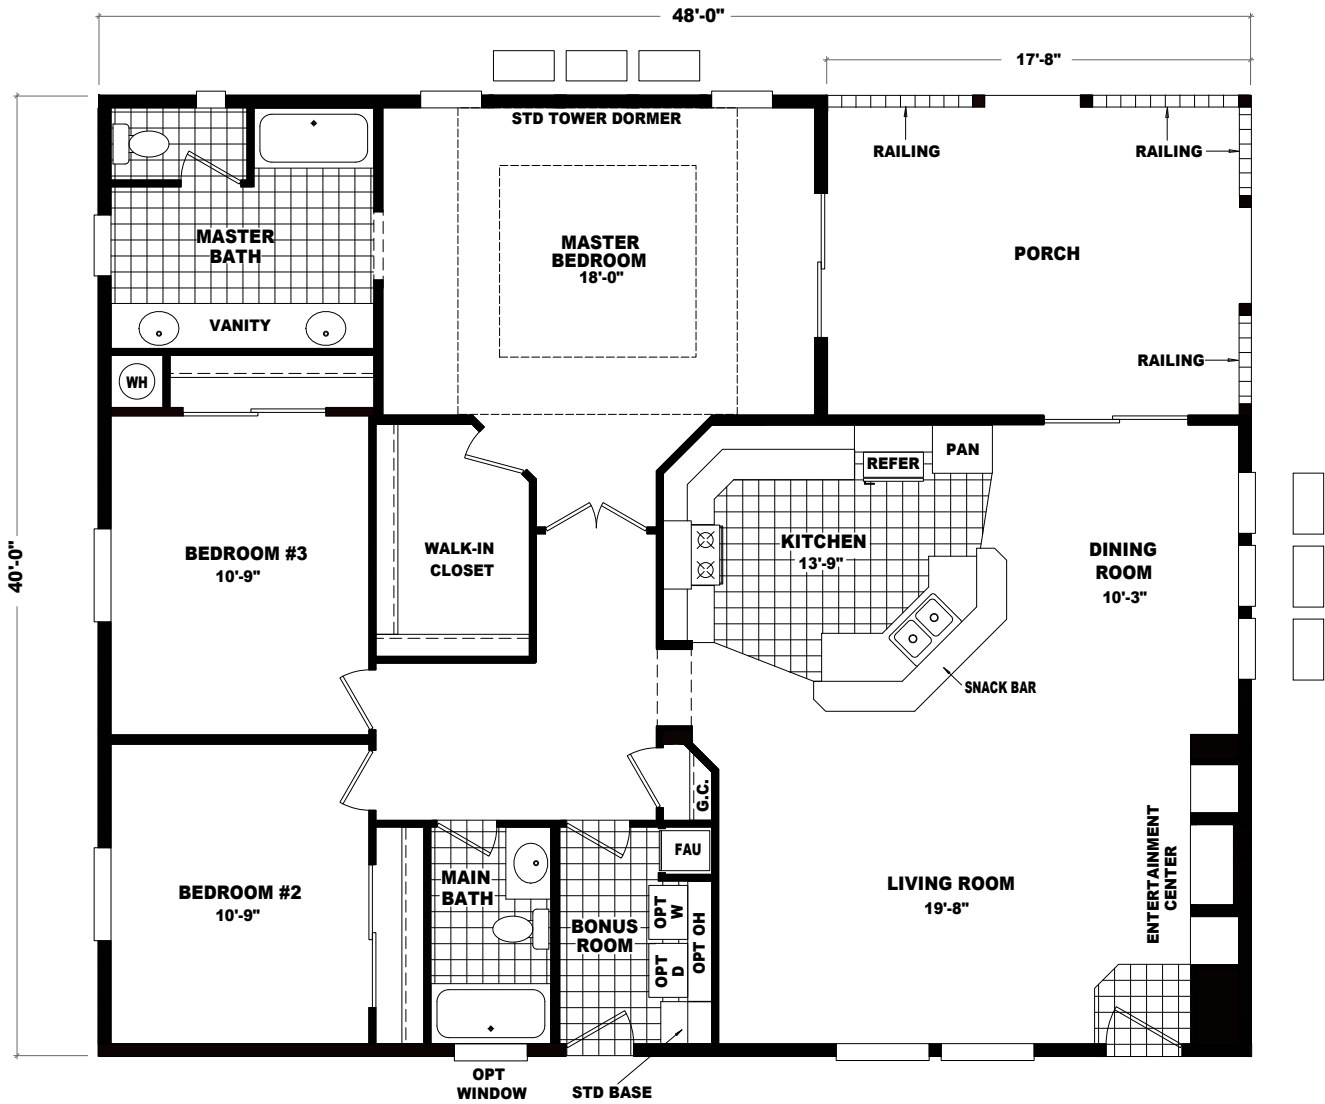 48'-0"
17'-8"
STD TOWER DORMER
RAILING
RAILING
MASTER
BATH
MASTER
BEDROOM
18'-0"
PORCH
VANITY
RAILING
WH
PAN
REFER
40'-0"
BEDROOM #3
10'-9"
WALK-IN
CLOSET
KITCHEN
13'-9"
DINING
ROOM
10'-3"
SNACK BAR
G.C.
FAU
BEDROOM #2
10'-9"
MAIN
BATH
BONUS
ROOM
OPT
W
OPT
D
OPT OH
LIVING ROOM
19'-8"
ENTERTAINMENT
CENTER
OPT
WINDOW
STD BASE